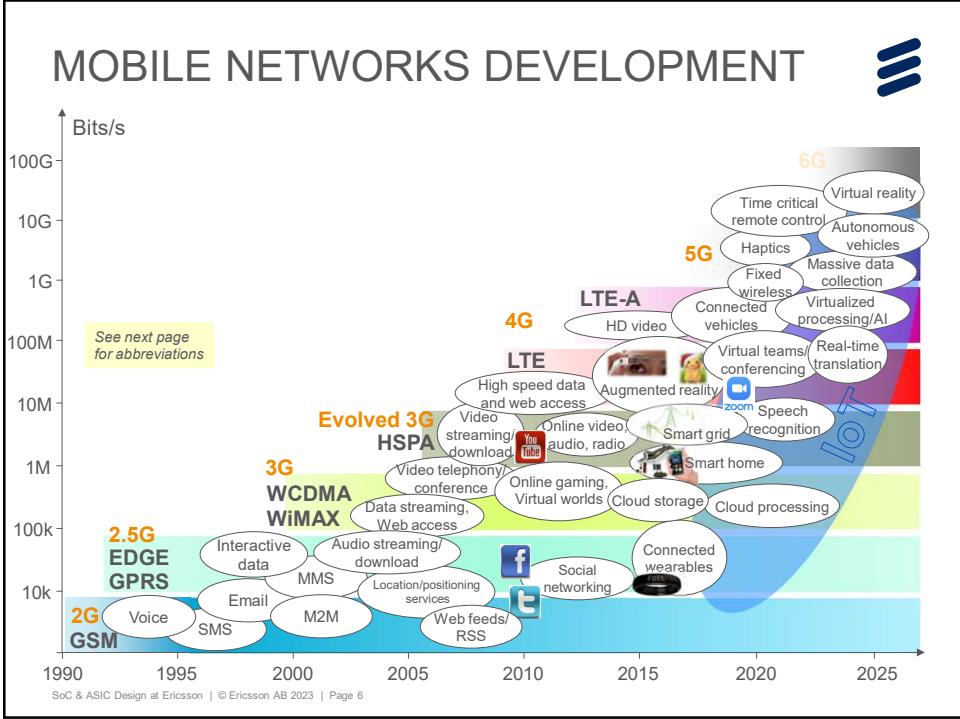 MOBILE NETWORKS DEVELOPMENT
Bits/s
100G
10G
1G
100M
10M
1M
100k
10k
See next page
for abbreviations
6G
Virtual reality
Time critical
remote control
Autonomous
vehicles
5G
Haptics
Massive data
collection
Fixed
wireless
LTE-A
Connected
vehicles
Virtualized
processing/AI
4G
HD video
LTE
Virtual teams/
conferencing
Real-time
translation
High speed data
and web access
Augmented reality
zoom
Evolved 3G
HSPA
Video
streaming/
download
You
Tube
Online video,
audio, radio
Smart grid
Speech
recognition
IoT
3G
WCDMA
WiMAX
Video telephony/
conference
Online gaming,
Virtual worlds
Smart home
Data streaming,
Web access
Cloud storage
Cloud processing
2.5G
EDGE
GPRS
Interactive
data
Audio streaming/
download
MMS
Location/positioning
services
f
Social
networking
Connected
wearables
FUEL
2G
GSM
Voice
SMS
Email
M2M
Web feeds/
RSS
t
1990
1995
2000
2005
2010
2015
2020
2025
SoC & ASIC Design at Ericsson | © Ericsson AB 2023 | Page 6